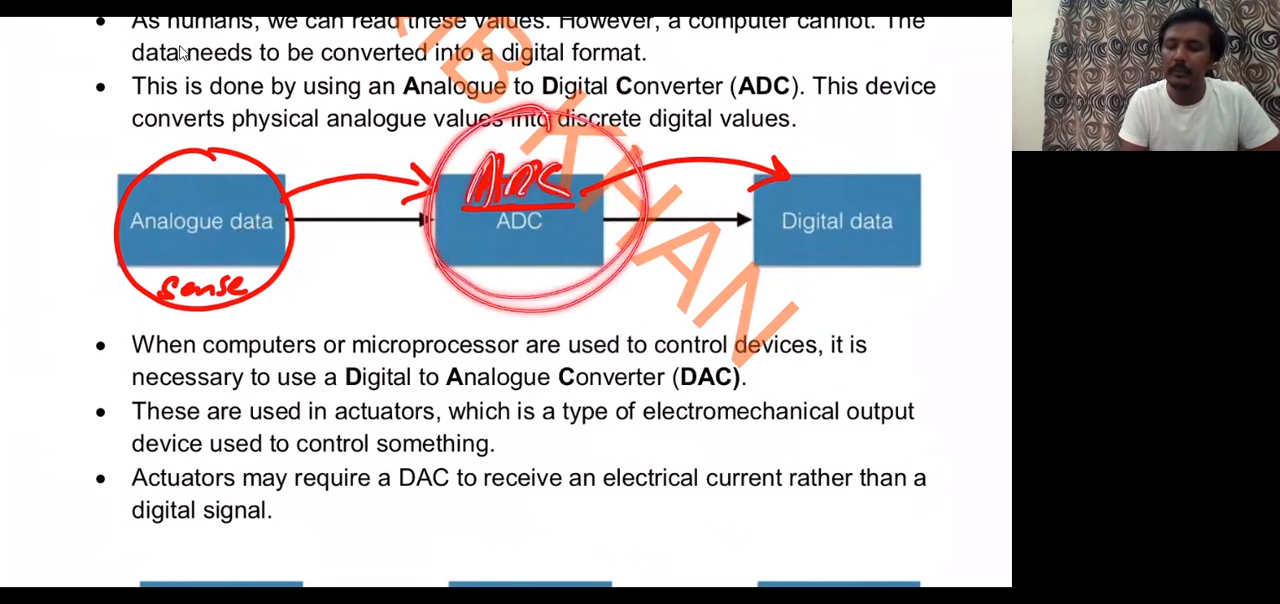 • As humans, we can read these values. However, a computer cannot. The
data needs to be converted into a digital format.
• This is done by using an Analogue to Digital Converter (ADC). This device
converts physical analogue values into discrete digital values.
ADC
Analogue data
ADC
Digital data
Sense
• When computers or microprocessor are used to control devices, it is
necessary to use a Digital to Analogue Converter (DAC).
• These are used in actuators, which is a type of electromechanical output
device used to control something.
• Actuators may require a DAC to receive an electrical current rather than a
digital signal.
KHAN